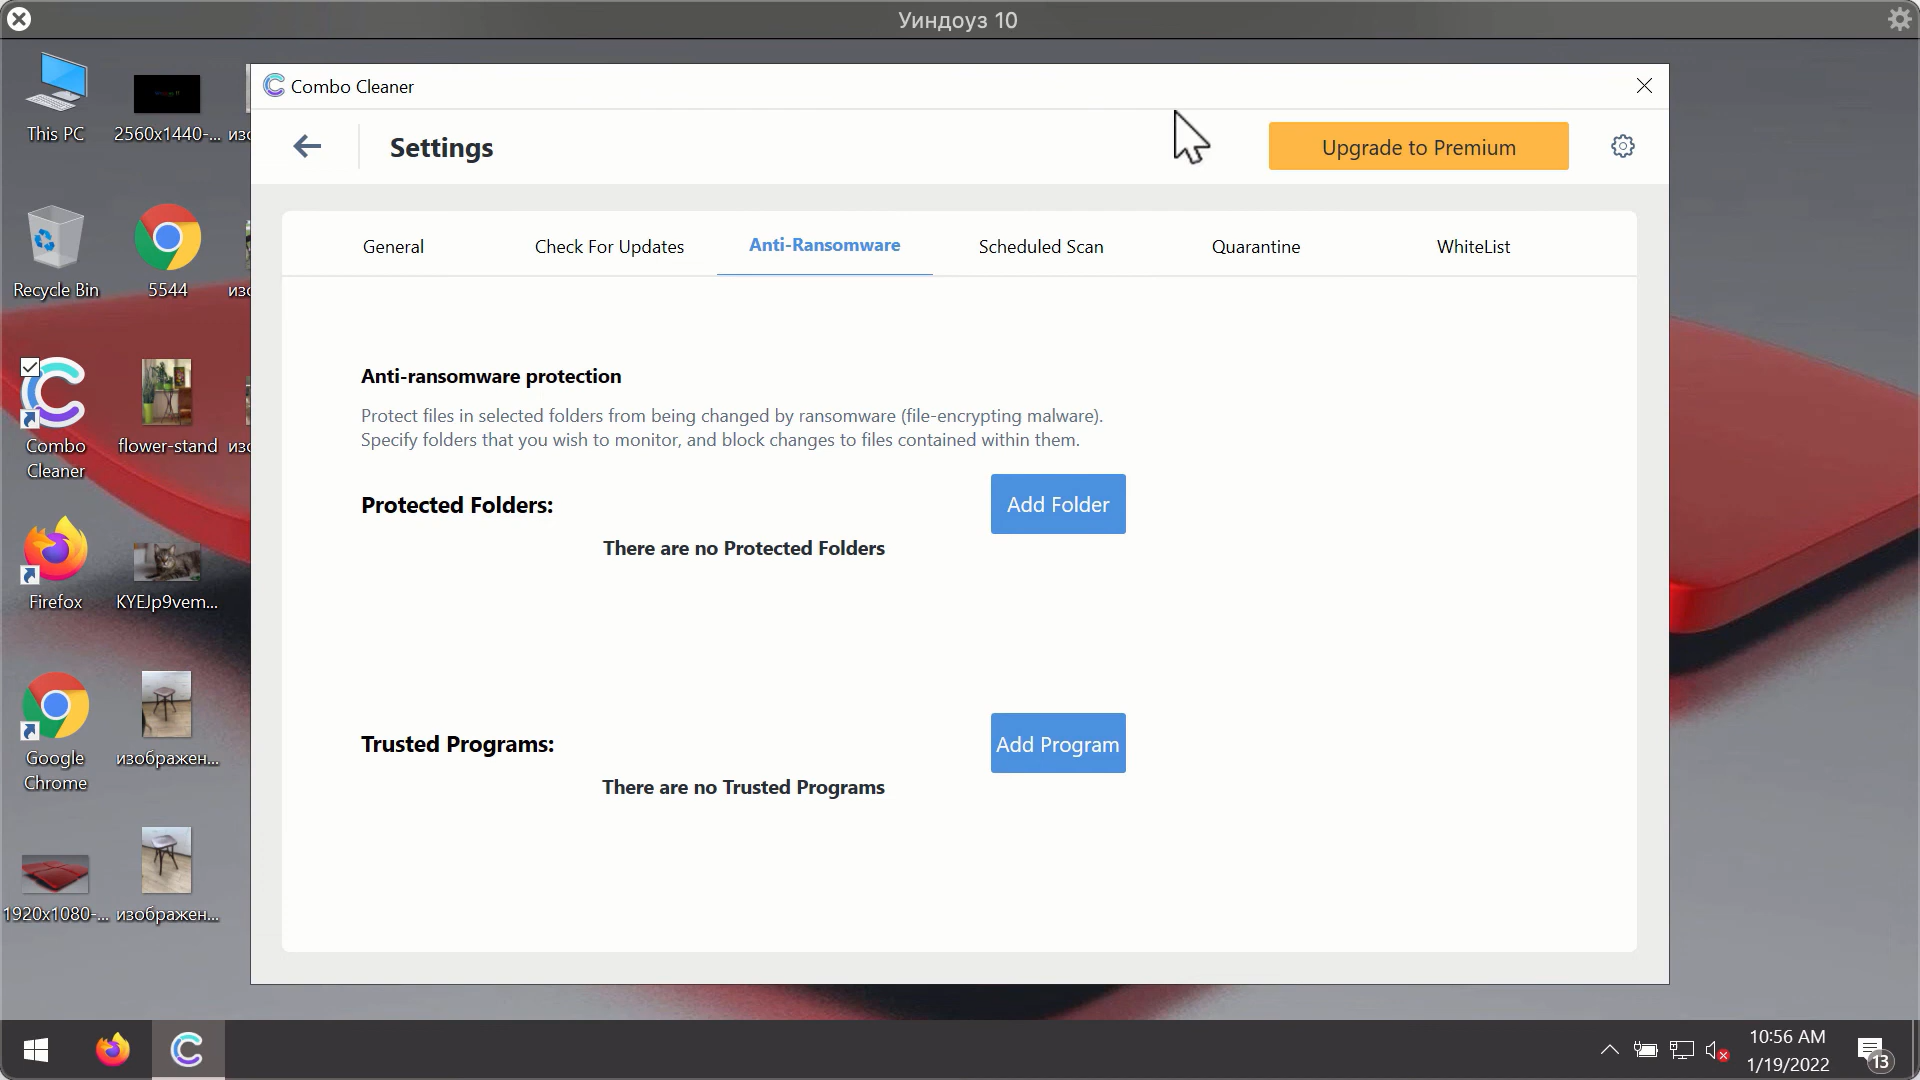 Уиндоуз 10
This PC
2560x1440-...
Recycle Bin
5544
Combo
Cleaner
flower-stand
Firefox
KYEJp9vem...
Google
Chrome
изображен...
1920x1080-...
изображен...
изо
изо
изо
Combo Cleaner
Settings
Upgrade to Premium
General
Check For Updates
Anti-Ransomware
Scheduled Scan
Quarantine
WhiteList
Anti-ransomware protection
Protect files in selected folders from being changed by ransomware (file-encrypting malware).
Specify folders that you wish to monitor, and block changes to files contained within them.
Protected Folders:
Add Folder
There are no Protected Folders
Trusted Programs:
Add Program
There are no Trusted Programs
10:56 AM
1/19/2022
13